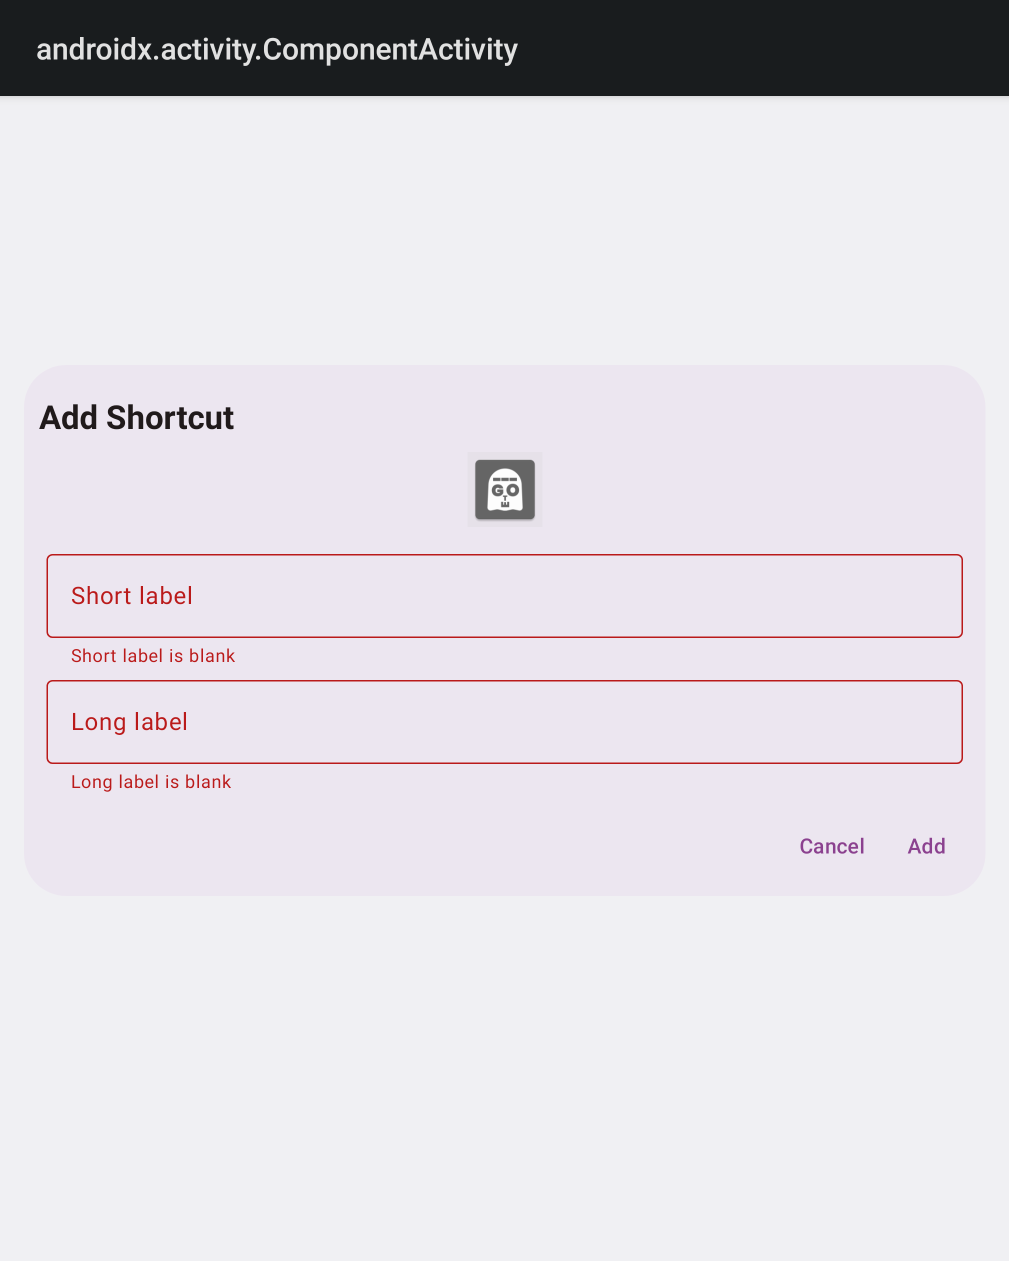 androidx.activity.ComponentActivity
Add Shortcut
GO
Short label
Short label is blank
Long label
Long label is blank
Cancel
Add